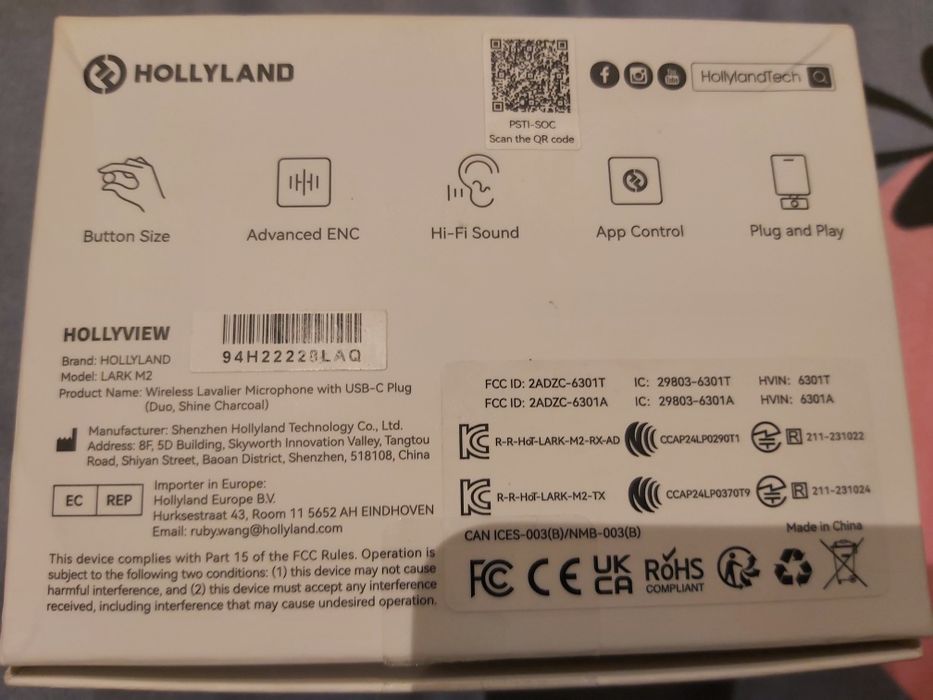 HOLLYLAND
PSTI-SOC
Scan the QR code
HollylandTech
Button Size
Advanced ENC
Hi-Fi Sound
App Control
Plug and Play
HOLLYVIEW
94H22228LAQ
Brand: HOLLYLAND
Model: LARK M2
Product Name: Wireless Lavalier Microphone with USB-C Plug
(Duo, Shine Charcoal)
Manufacturer: Shenzhen Hollyland Technology Co., Ltd.
Address: 8F, 5D Building, Skyworth Innovation Valley, Tangtou
Road, Shiyan Street, Baoan District, Shenzhen, 518108, China
EC REP
Importer in Europe:
Hollyland Europe B.V.
Hurksestraat 43, Room 11 5652 AH EINDHOVEN
Email: ruby.wang@hollyland.com
This device complies with Part 15 of the FCC Rules. Operation is
subject to the following two conditions: (1) this device may not cause
harmful interference, and (2) this device must accept any interference
received, including interference that may cause undesired operation.
FCC ID: 2ADZC-6301T IC: 29803-6301T HVIN: 6301T
FCC ID: 2ADZC-6301A IC: 29803-6301A HVIN: 6301A
R-R-HoT-LARK-M2-RX-AD CCAP24LP0290T1 R 211-231022
R-R-HoT-LARK-M2-TX CCAP24LP0370T9 R 211-231024
CAN ICES-003(B)/NMB-003(B)
Made in China
FC CE UK
CA RoHS
COMPLIANT